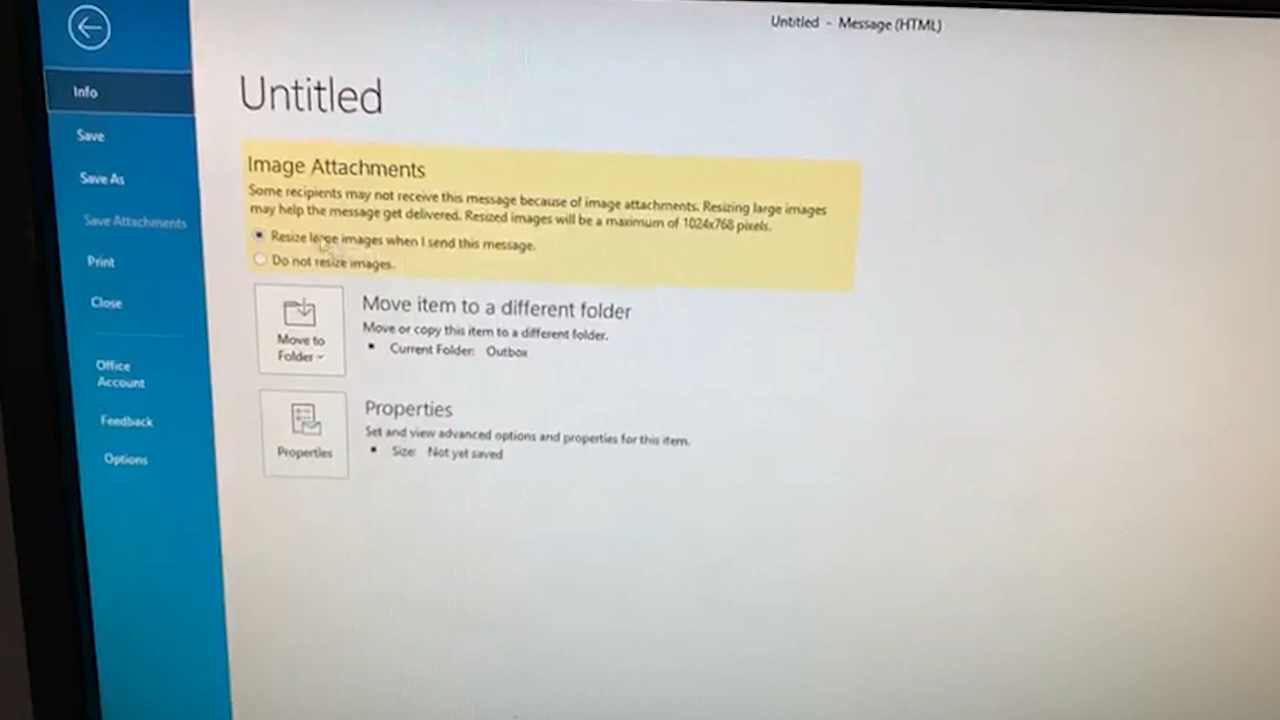 Untitled - Message (HTML)
Info
Save
Save As
Save Attachments
Print
Close
Office
Account
Feedback
Options
Untitled
Image Attachments
Some recipients may not receive this message because of image attachments. Resizing large images
may help the message get delivered. Resized images will be a maximum of 1024x768 pixels.
Resize large images when I send this message.
Do not resize images.
Move to
Folder
Move item to a different folder
Move or copy this item to a different folder.
Current Folder: Outbox
Properties
Properties
Set and view advanced options and properties for this item.
Size: Not yet saved